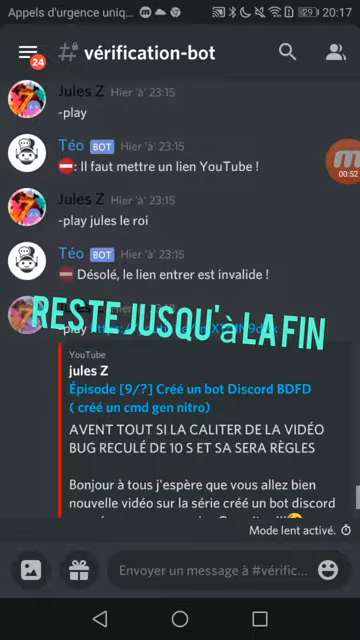 Appels d'urgence uniq... 29 20:17
24 vérification-bot
Jules Z Hier 'à' 23:15
-play
00:52
Téo BOT Hier 'à' 23:15
: Il faut mettre un lien YouTube !
Jules Z Hier 'à' 23:15
-play jules le roi
Téo BOT Hier 'à' 23:15
Désolé, le lien entrer est invalide !
RESTE JUSQU'à LA FIN
-play
YouTube
jules Z
Épisode [9/?] Créé un bot Discord BDFD
( créé un cmd gen nitro)
AVENT TOUT SI LA CALITER DE LA VIDÉO
BUG RECULÉ DE 10 S ET SA SERA RÈGLES
Bonjour à tous j'espère que vous allez bien
nouvelle vidéo sur la série créé un bot discord
Mode lent activé.
Envoyer un message à #vérific...